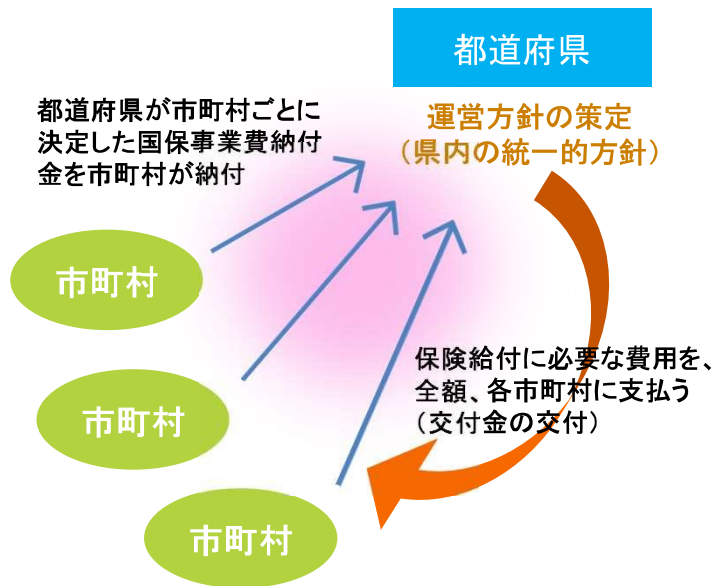 都道府県
運営方針の策定
（県内の統一的方針）
都道府県が市町村ごとに
決定した国保事業費納付
金を市町村が納付
市町村
市町村
市町村
保険給付に必要な費用を、
全額、各市町村に支払う
（交付金の交付）